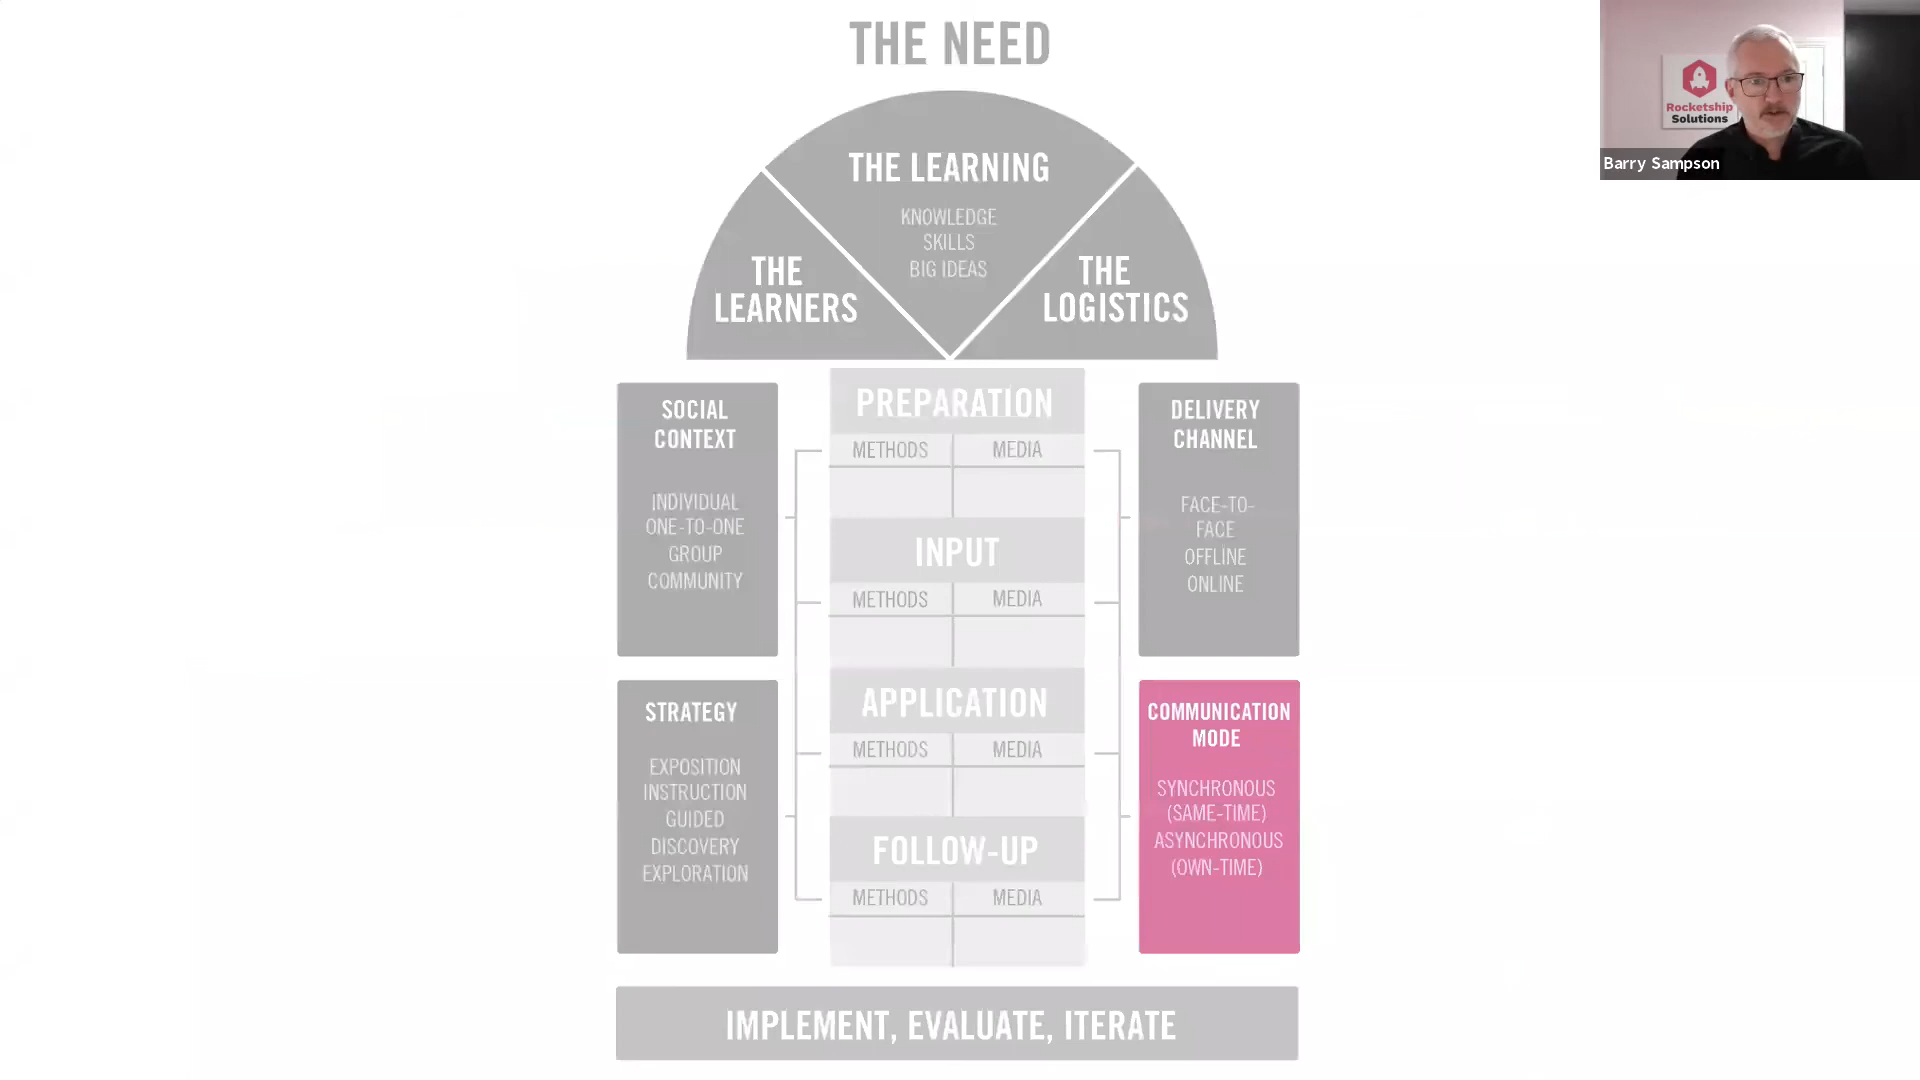 THE NEED
THE LEARNING
KNOWLEDGE
SKILLS
BIG IDEAS
THE
LEARNERS
THE
LOGISTICS
SOCIAL
CONTEXT
INDIVIDUAL
ONE-TO-ONE
GROUP
COMMUNITY
STRATEGY
EXPOSITION
INSTRUCTION
GUIDED
DISCOVERY
EXPLORATION
PREPARATION
METHODS MEDIA
INPUT
METHODS MEDIA
APPLICATION
METHODS MEDIA
FOLLOW-UP
METHODS MEDIA
DELIVERY
CHANNEL
FACE-TO-
FACE
OFFLINE
ONLINE
COMMUNICATION
MODE
SYNCHRONOUS
(SAME-TIME)
ASYNCHRONOUS
(OWN-TIME)
IMPLEMENT, EVALUATE, ITERATE
Rocketship
Solutions
Barry Sampson